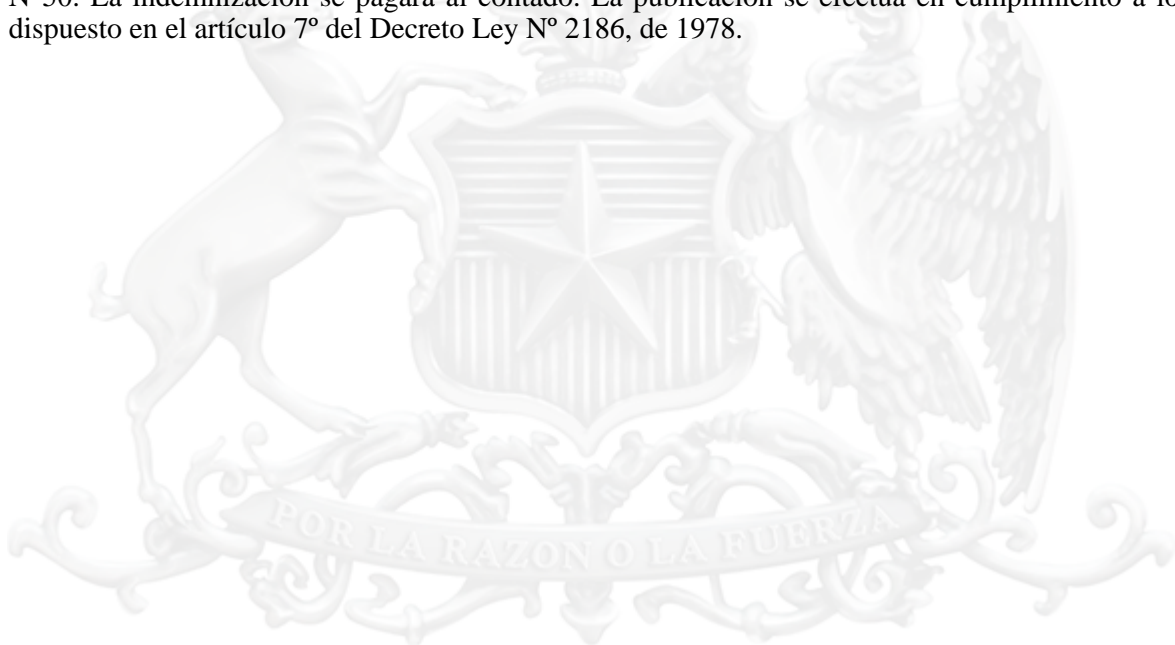 Nº 50. La indemnización se pagará al contado. La publicación se efectúa en cumplimiento a lo
dispuesto en el artículo 7º del Decreto Ley Nº 2186, de 1978.
POR LA RAZON O LA FUERZA